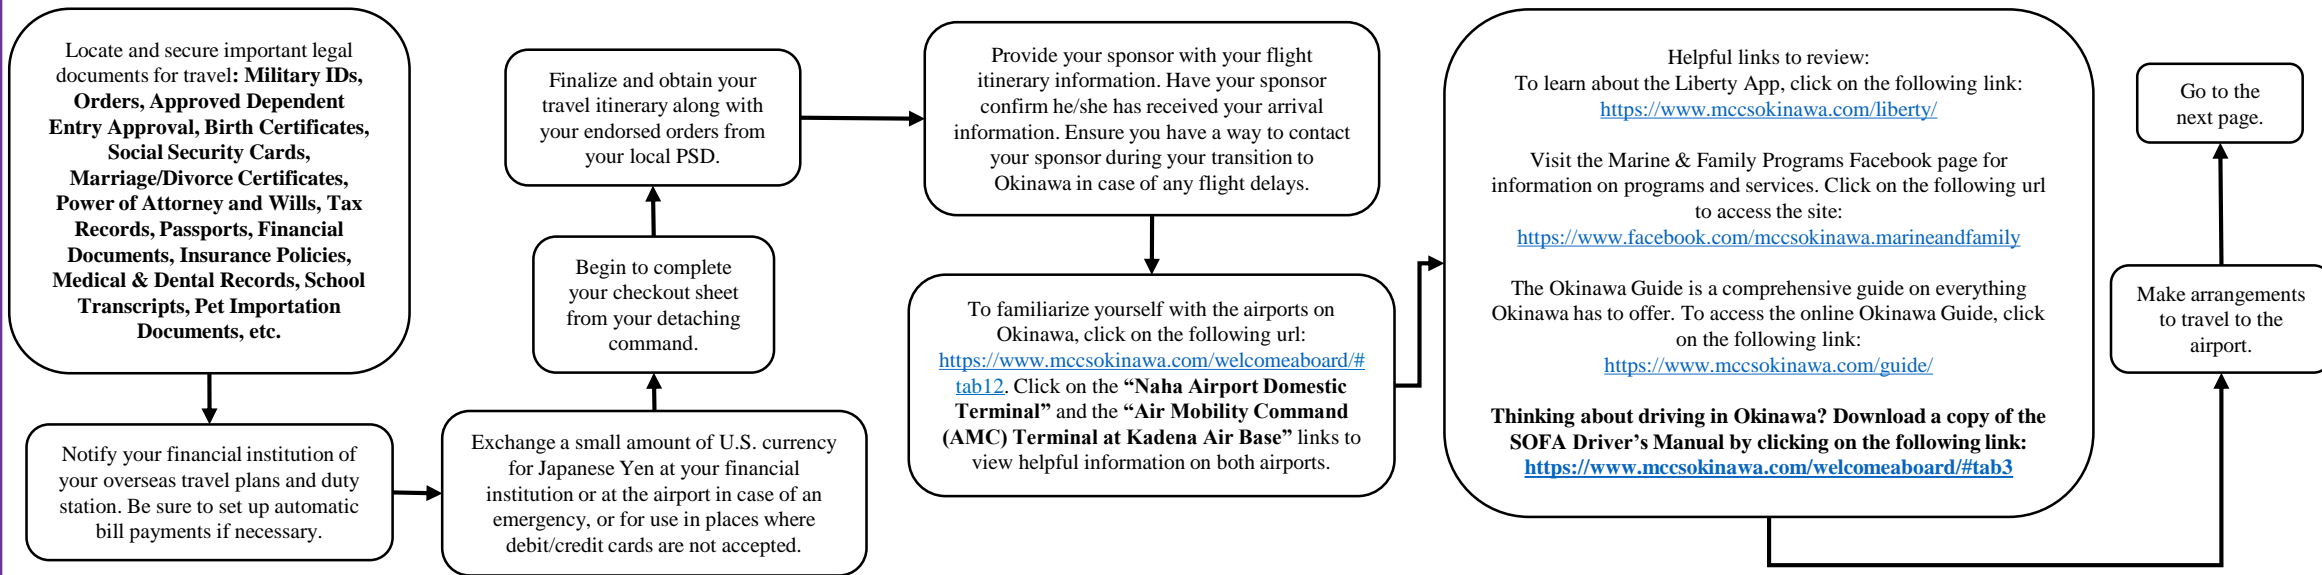 Locate and secure important legal
documents for travel: Military IDs,
Orders, Approved Dependent
Entry Approval, Birth Certificates,
Social Security Cards,
Marriage/Divorce Certificates,
Power of Attorney and Wills, Tax
Records, Passports, Financial
Documents, Insurance Policies,
Medical & Dental Records, School
Transcripts, Pet Importation
Documents, etc.
Notify your financial institution of
your overseas travel plans and duty
station. Be sure to set up automatic
bill payments if necessary.
Exchange a small amount of U.S. currency
for Japanese Yen at your financial
institution or at the airport in case of an
emergency, or for use in places where
debit/credit cards are not accepted.
Begin to complete
your checkout sheet
from your detaching
command.
Finalize and obtain your
travel itinerary along with
your endorsed orders from
your local PSD.
Provide your sponsor with your flight
itinerary information. Have your sponsor
confirm he/she has received your arrival
information. Ensure you have a way to contact
your sponsor during your transition to
Okinawa in case of any flight delays.
To familiarize yourself with the airports on
Okinawa, click on the following url:
https://www.mccsokinawa.com/welcomeaboard/#
tab12. Click on the “Naha Airport Domestic
Terminal” and the “Air Mobility Command
(AMC) Terminal at Kadena Air Base” links to
view helpful information on both airports.
Helpful links to review:
To learn about the Liberty App, click on the following link:
https://www.mccsokinawa.com/liberty/
Visit the Marine & Family Programs Facebook page for
information on programs and services. Click on the following url
to access the site:
https://www.facebook.com/mccsokinawa.marineandfamily
The Okinawa Guide is a comprehensive guide on everything
Okinawa has to offer. To access the online Okinawa Guide, click
on the following link:
https://www.mccsokinawa.com/guide/
Thinking about driving in Okinawa? Download a copy of the
SOFA Driver’s Manual by clicking on the following link:
https://www.mccsokinawa.com/welcomeaboard/#tab3
Make arrangements
to travel to the
airport.
Go to the
next page.